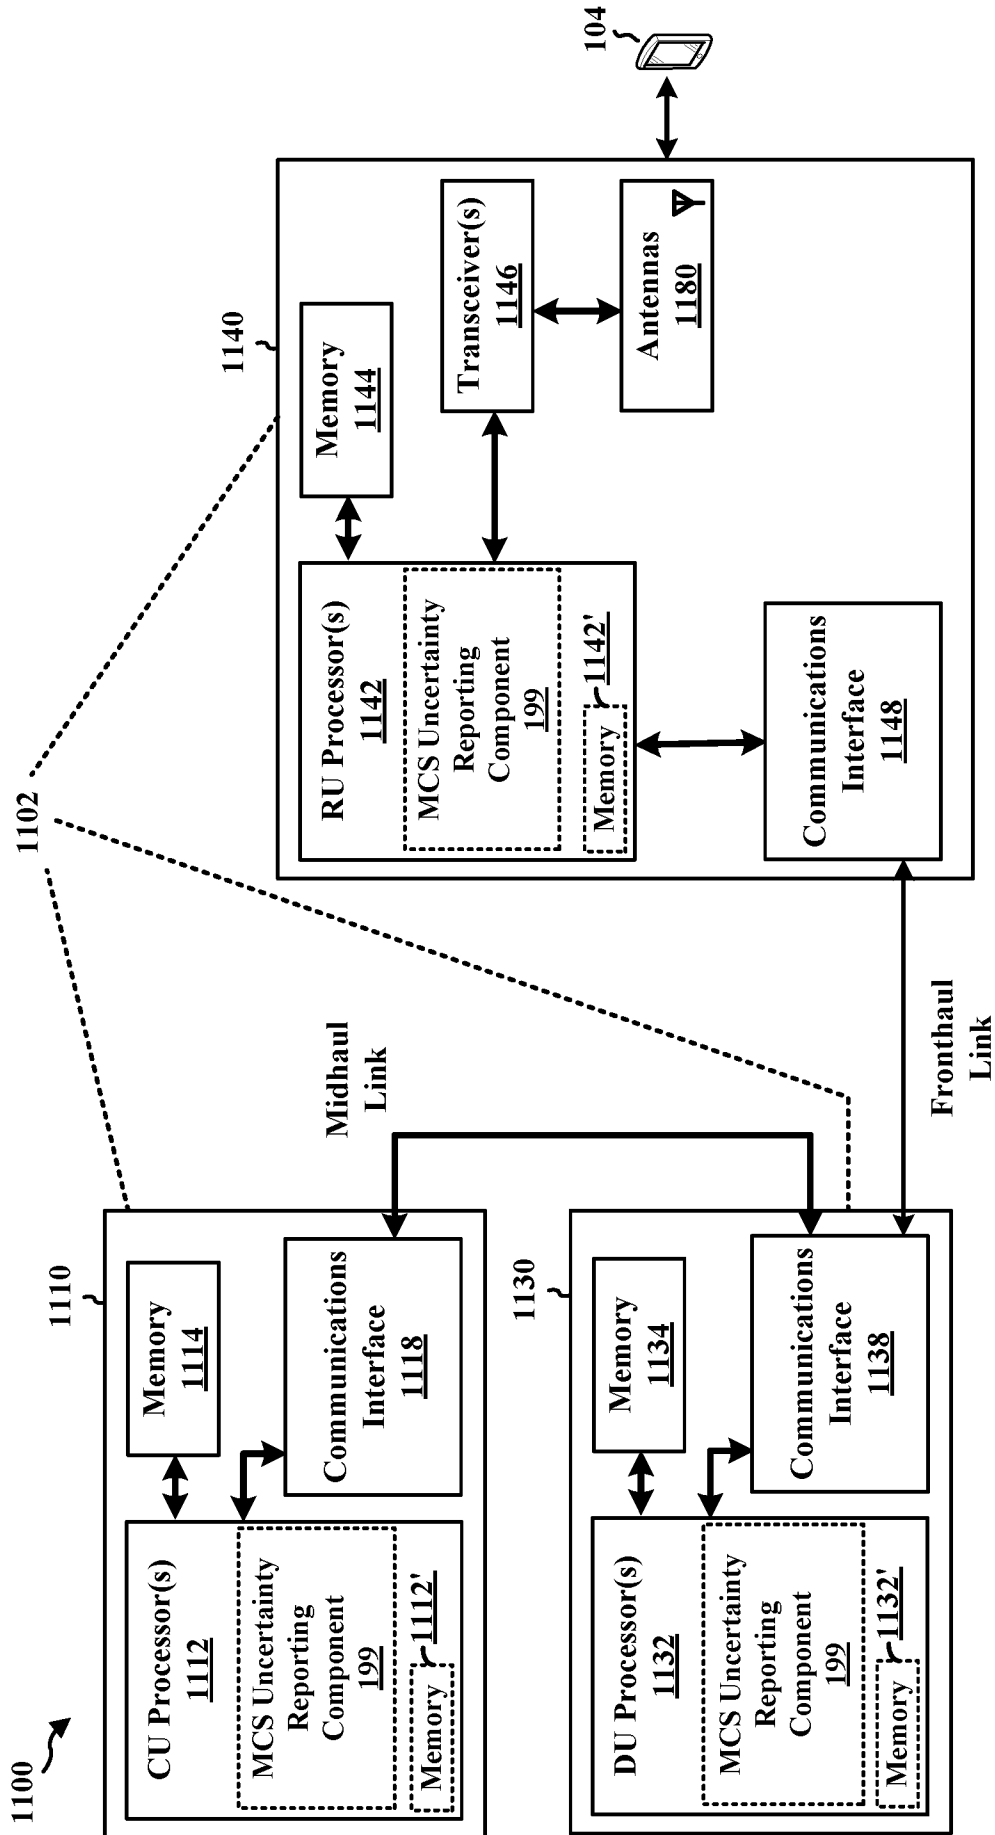 1100
1102
1110
CU Processor(s)
1112
MCS Uncertainty
Reporting
Component
199
Memory
1112'
Memory
1114
Communications
Interface
1118
Midhaul
Link
1130
DU Processor(s)
1132
MCS Uncertainty
Reporting
Component
199
Memory
1132'
Memory
1134
Communications
Interface
1138
Fronthaul
Link
1140
RU Processor(s)
1142
MCS Uncertainty
Reporting
Component
199
Memory
1142'
Memory
1144
Transceiver(s)
1146
Antennas
1180
Communications
Interface
1148
104